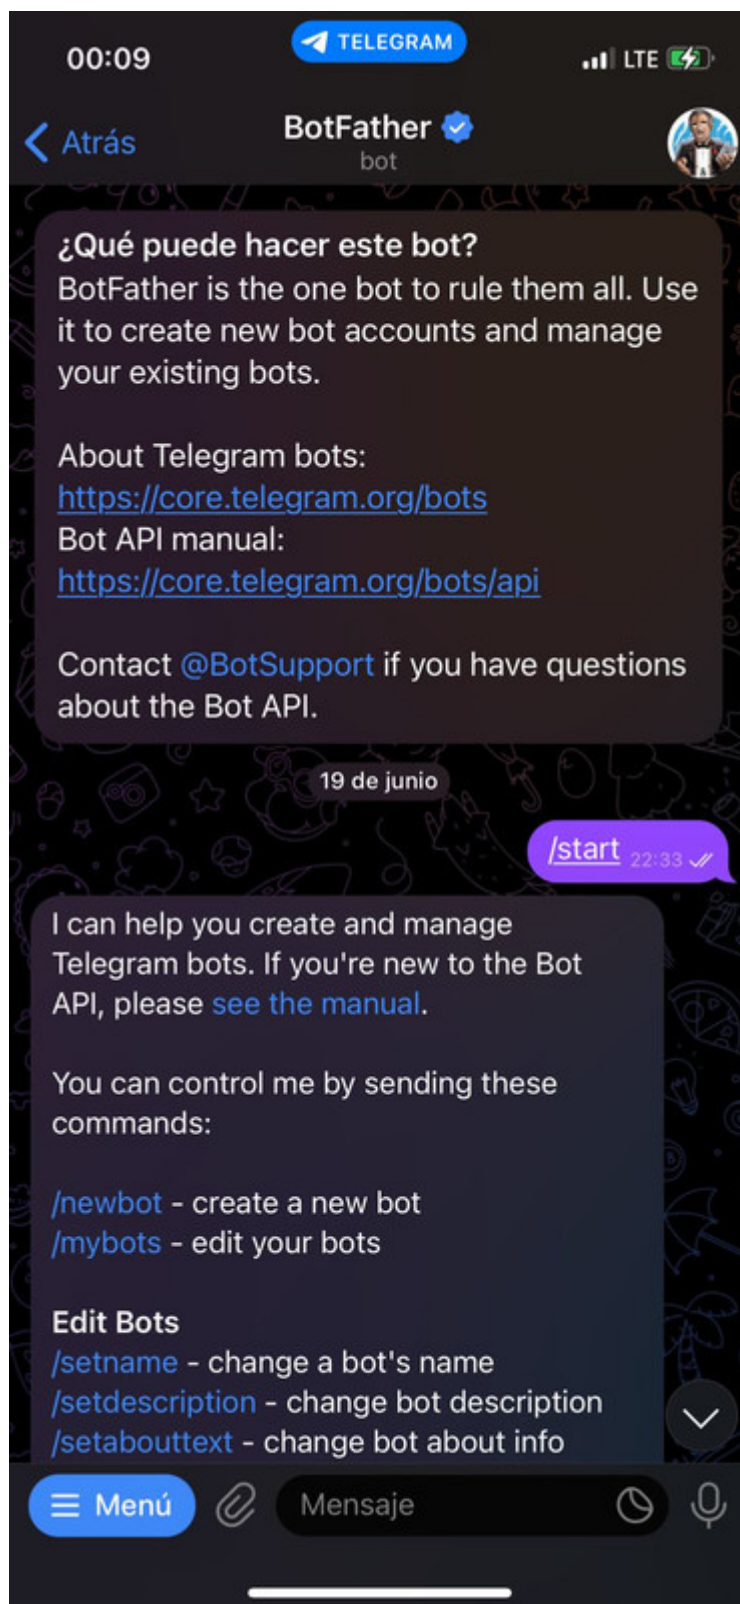 00:09
TELEGRAM
LTE
Atrás
BotFather
bot
¿Qué puede hacer este bot?
BotFather is the one bot to rule them all. Use
it to create new bot accounts and manage
your existing bots.
About Telegram bots:
https://core.telegram.org/bots
Bot API manual:
https://core.telegram.org/bots/api
Contact @BotSupport if you have questions
about the Bot API.
19 de junio
/start 22:33
I can help you create and manage
Telegram bots. If you're new to the Bot
API, please see the manual.
You can control me by sending these
commands:
/newbot - create a new bot
/mybots - edit your bots
Edit Bots
/setname - change a bot's name
/setdescription - change bot description
/setabouttext - change bot about info
Menú
Mensaje